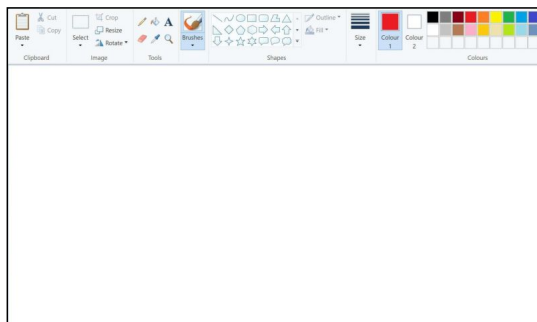 Cut
Copy
Paste
Clipboard
Crop
Resize
Rotate
Select
Image
A
Tools
Brushes
Outline
Fill
Shapes
Size
Colour
1
Colour
2
Colours